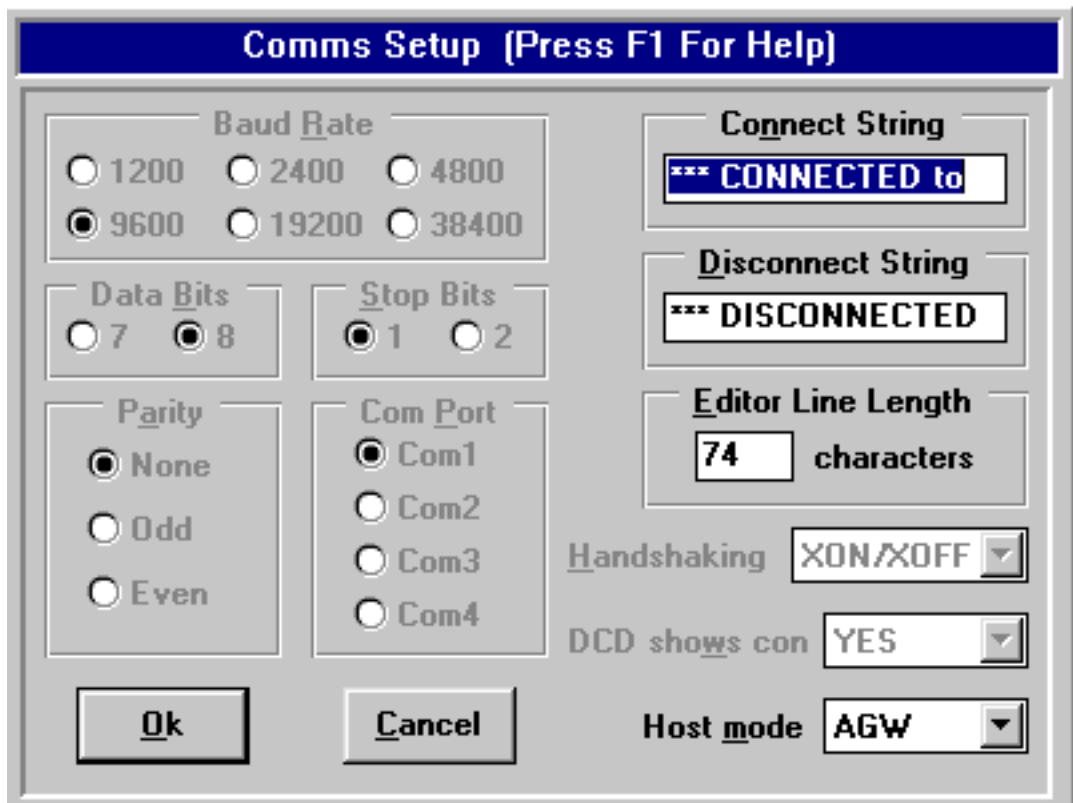 Comms Setup (Press F1 For Help)
Baud Rate
1200 2400 4800
9600 19200 38400
Data Bits
7 8
Stop Bits
1 2
Parity
None
Odd
Even
Com Port
Com1
Com2
Com3
Com4
Connect String
*** CONNECTED to
Disconnect String
*** DISCONNECTED
Editor Line Length
74 characters
Handshaking XON/XOFF
DCD shows con YES
Host mode AGW
Ok Cancel